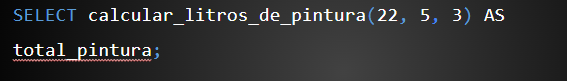 SELECT calcular_litros_de_pintura(22, 5, 3) AS
total_pintura;